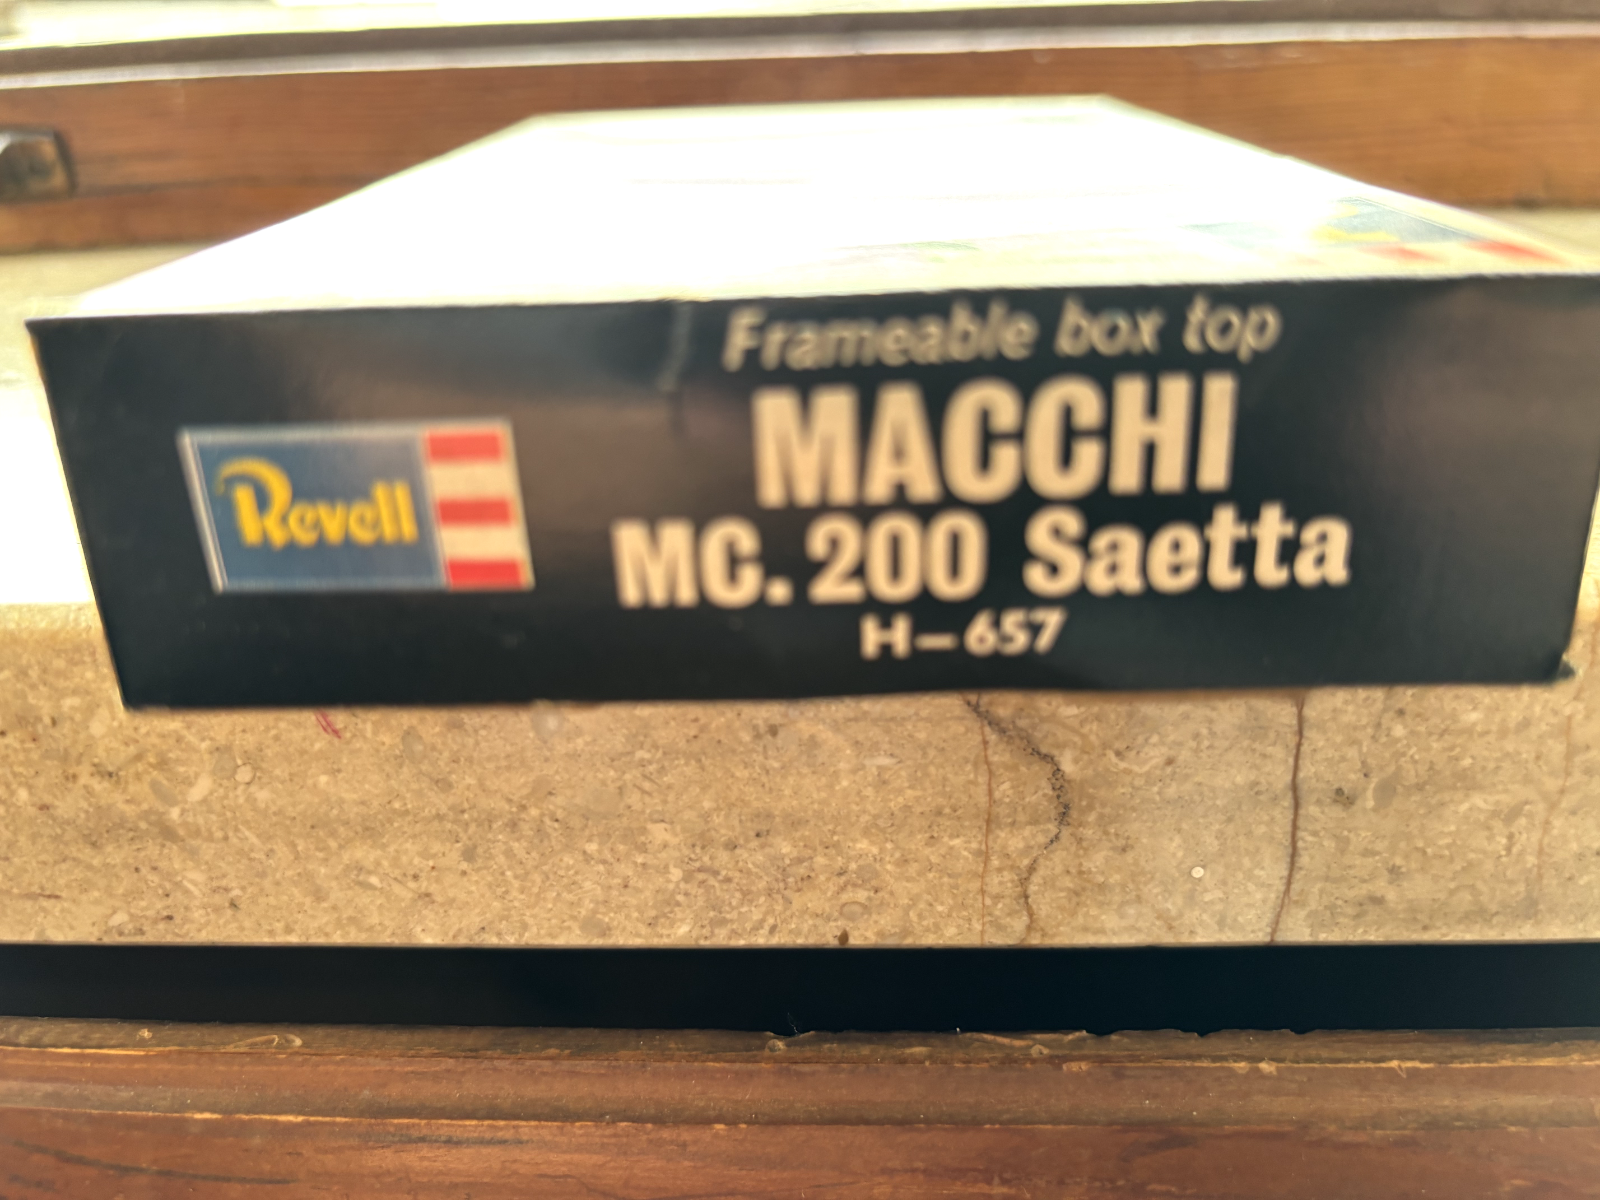 Frameable box top
MACCHI
MC. 200 Saetta
H-657
Revell